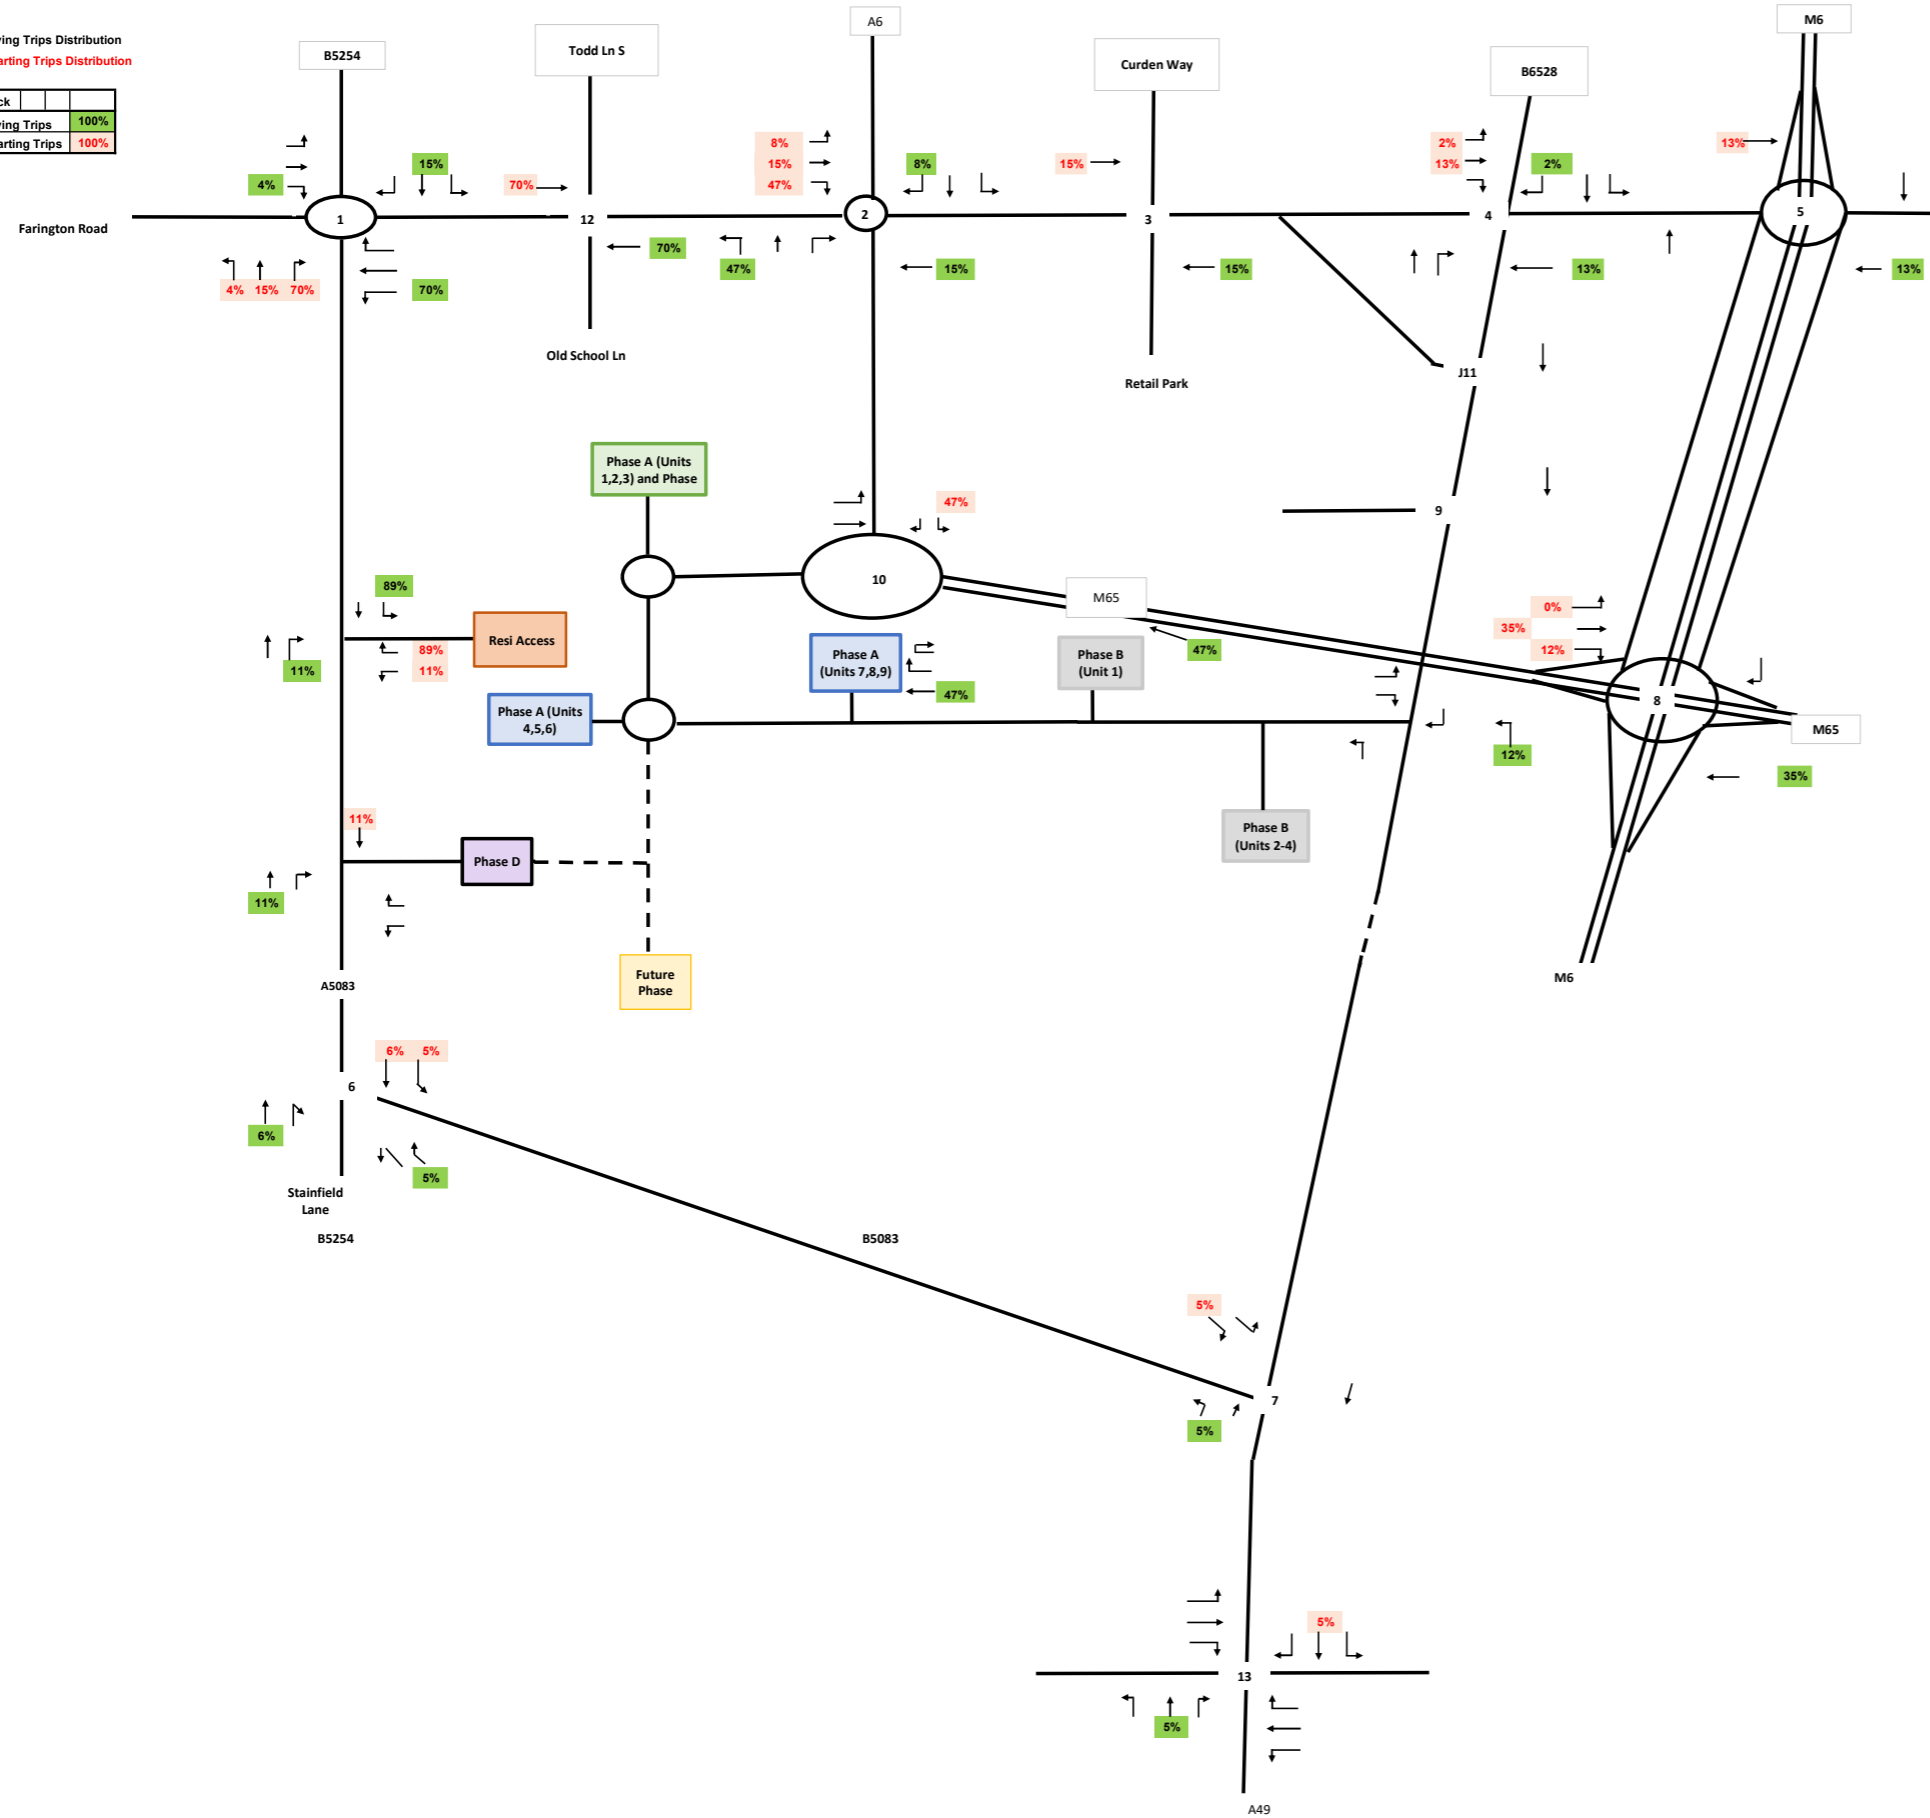 A6
M6
ving Trips Distribution
B5254
Todd Ln S
arting Trips Distribution
Curden Way
B6528
ck
ving Trips 100%
arting Trips 100%
8%
2%
13%
15%
15%
8%
15%
13%
2%
4%
70%
47%
1
12
2
3
4
5
Farington Road
70%
47%
15%
15%
13%
13%
4% 15% 70%
70%
Old School Ln
J11
Retail Park
Phase A (Units
1,2,3) and Phase
47%
9
10
89%
M65
0%
Resi Access
35%
11%
89%
11%
Phase A
(Units 7,8,9)
Phase B
(Unit 1)
47%
12%
47%
Phase A (Units
4,5,6)
8
M65
12%
35%
11%
Phase B
(Units 2-4)
Phase D
11%
Future
Phase
M6
A5083
6% 5%
6
6%
5%
Stainfield
Lane
B5254
B5083
5%
7
5%
5%
13
5%
A49